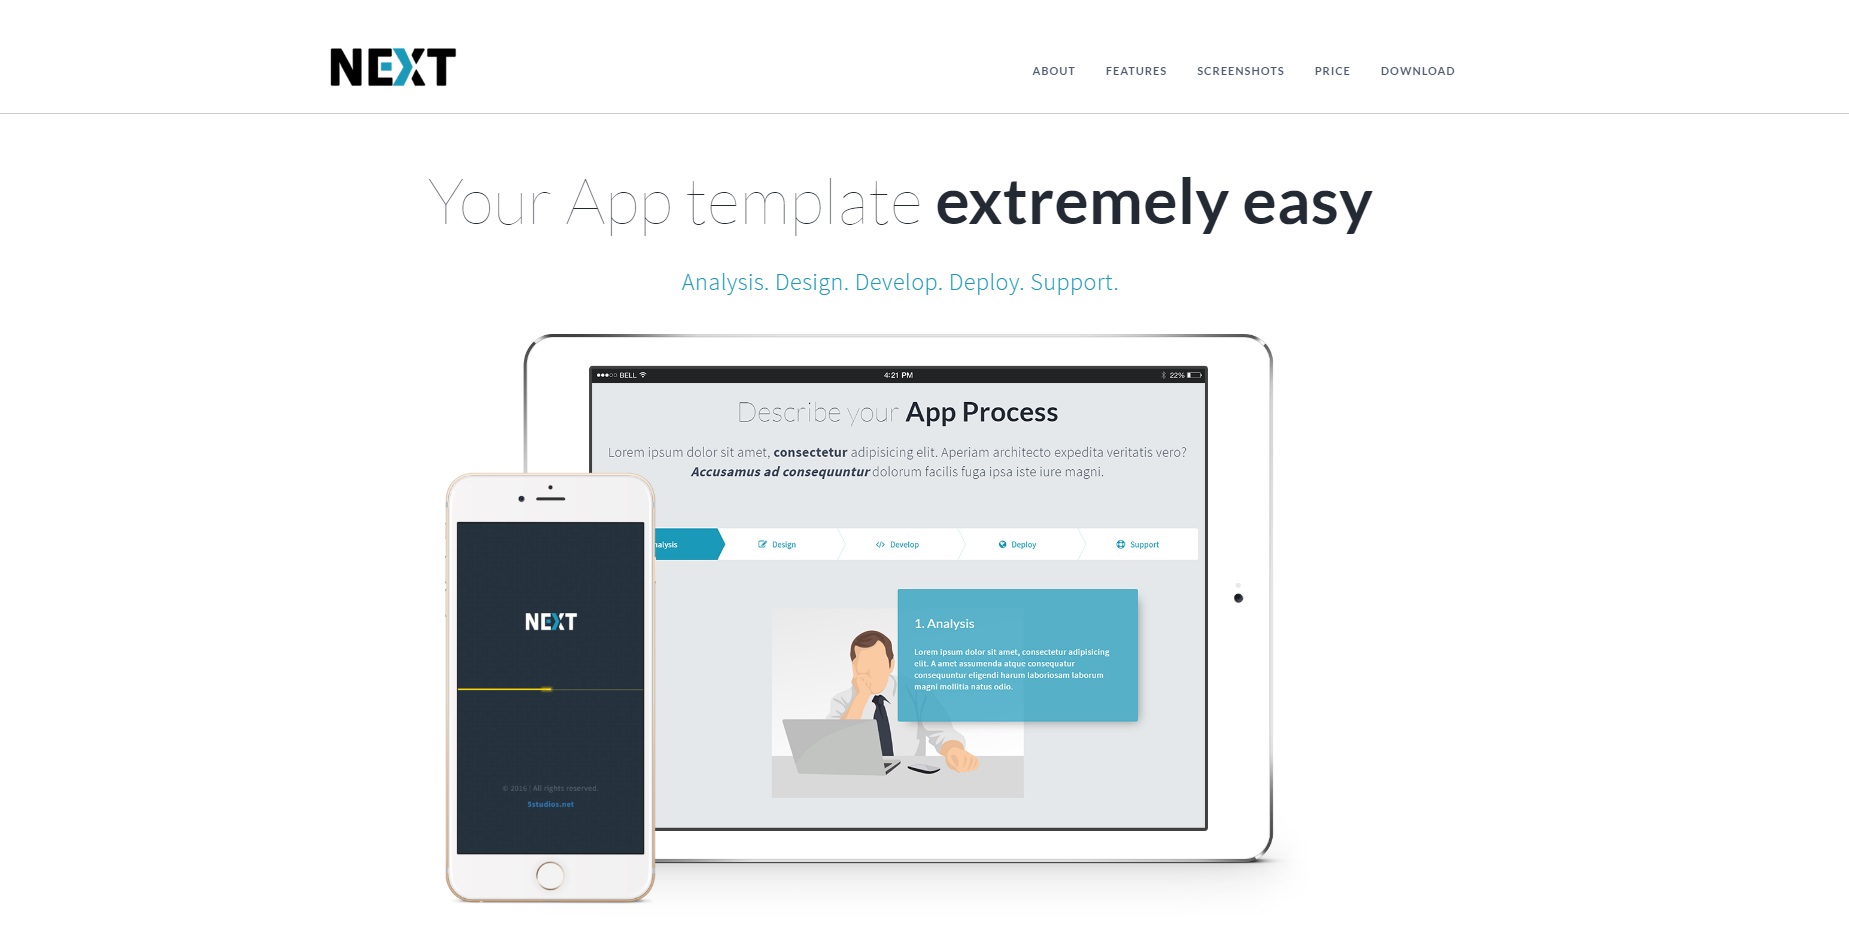 NEXT
ABOUT FEATURES SCREENSHOTS PRICE DOWNLOAD
Your App template extremely easy
Analysis. Design. Develop. Deploy. Support.
BELL 4:21 PM 22%
Describe your App Process
Lorem ipsum dolor sit amet, consectetur adipisicing elit. Aperiam architecto expedita veritatis vero?
Accusamus ad consequuntur dolorum facilis fuga ipsa iste iure magni.
nalysis Design Develop Deploy Support
1. Analysis
Lorem ipsum dolor sit amet, consectetur adipisicing
elit. A amet assumenda atque consequatur
consequuntur eligendi harum laboriosam laborum
magni mollitia natus odio.
NEXT
© 2016 | All rights reserved.
5studios.net